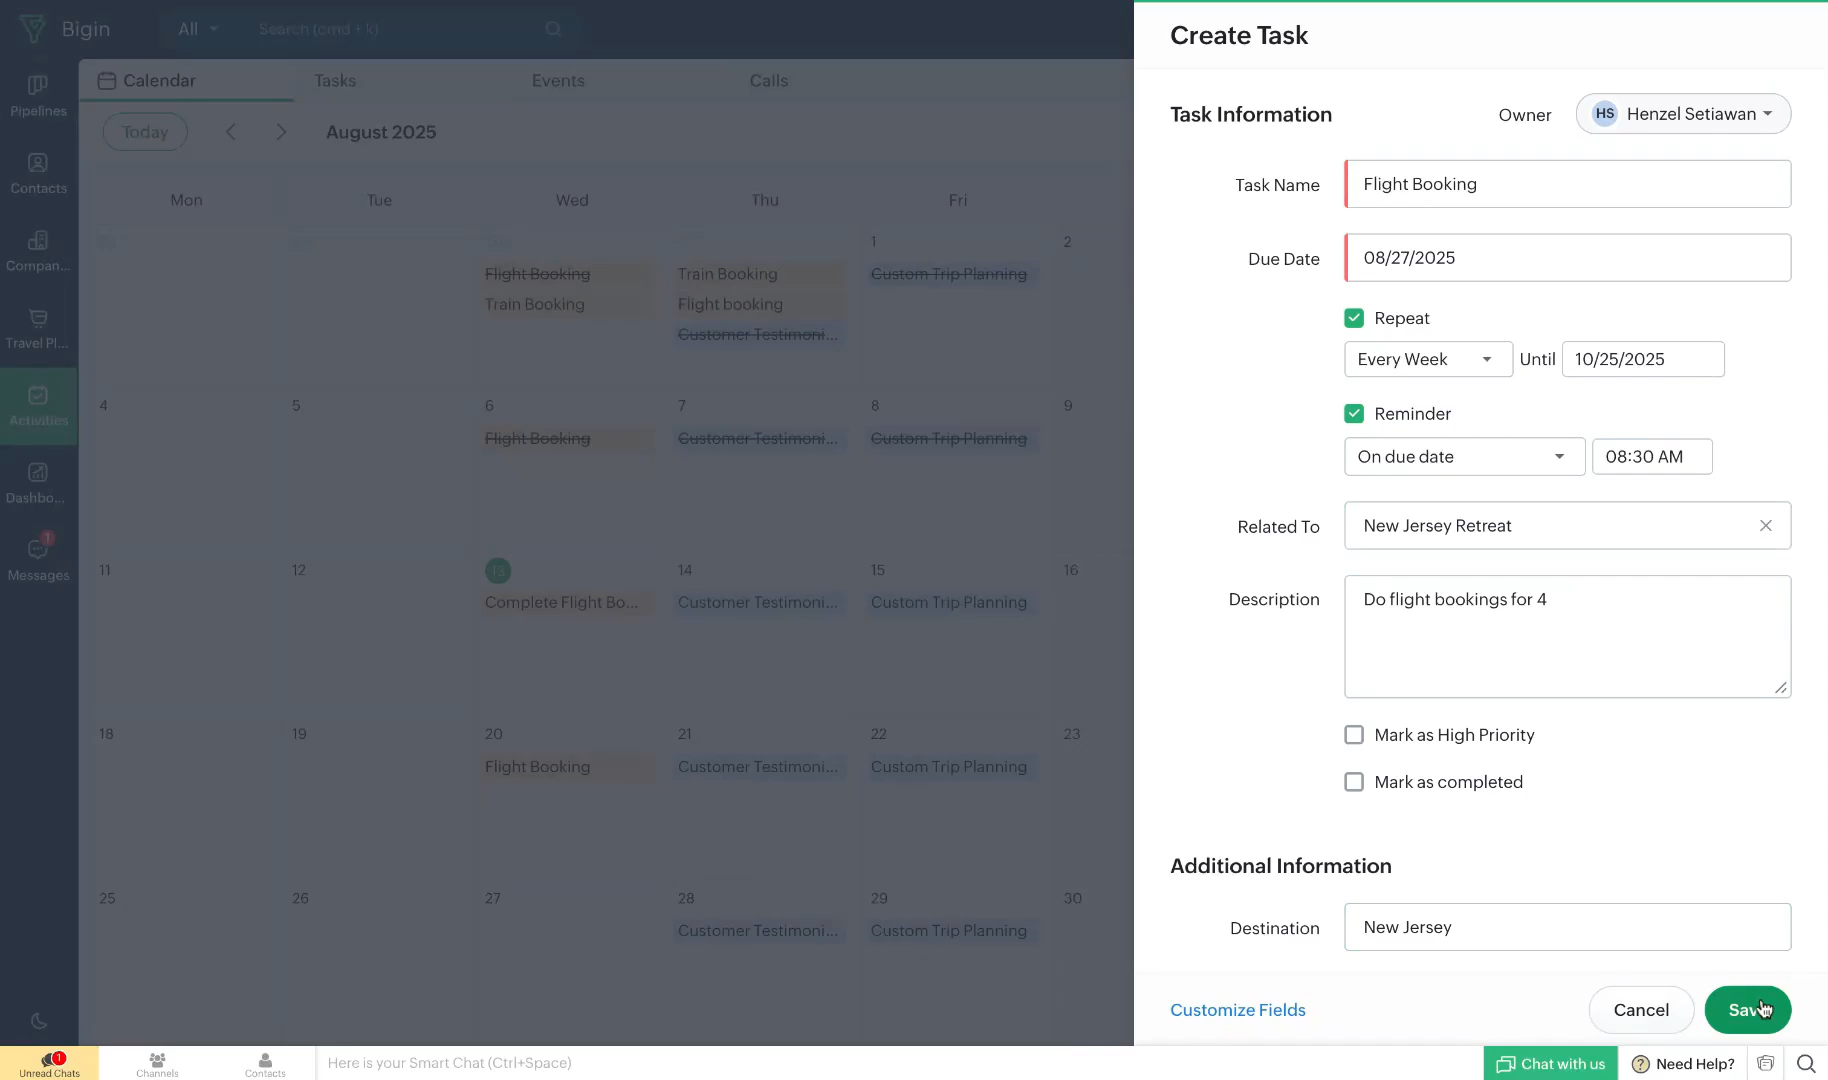 Bigin
All
Search (cmd + k)
Pipelines
Contacts
Compan...
Travel Pl...
Activities
Dashbo...
1
Messages
Calendar
Tasks
Events
Calls
Today
August 2025
Mon
Tue
Wed
Thu
Fri
1
2
Flight Booking
Train Booking
Custom Trip Planning
Train Booking
Flight booking
Customer Testimoni...
4
5
6
7
8
9
Flight Booking
Customer Testimoni...
Custom Trip Planning
11
12
13
14
15
16
Complete Flight Bo...
Customer Testimoni...
Custom Trip Planning
18
19
20
21
22
23
Flight Booking
Customer Testimoni...
Custom Trip Planning
25
26
27
28
29
30
Customer Testimoni...
Custom Trip Planning
Create Task
Task Information
Owner
HS Henzel Setiawan
Task Name
Flight Booking
Due Date
08/27/2025
Repeat
Every Week Until 10/25/2025
Reminder
On due date 08:30 AM
Related To
New Jersey Retreat
Description
Do flight bookings for 4
Mark as High Priority
Mark as completed
Additional Information
Destination
New Jersey
Customize Fields
Cancel
1
Unread Chats
Channels
Contacts
Here is your Smart Chat (Ctrl+Space)
Chat with us
Need Help?